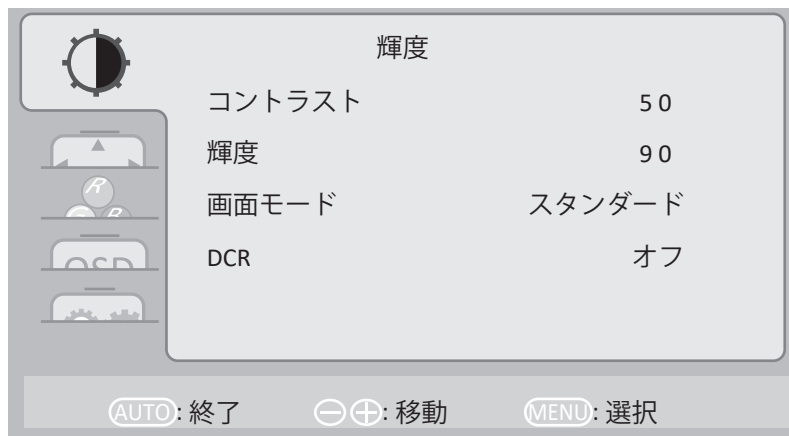 輝度
コントラスト 50
輝度 90
画面モード スタンダード
DCR オフ
R
G B
OSD
AUTO: 終了 : 移動 MENU: 選択